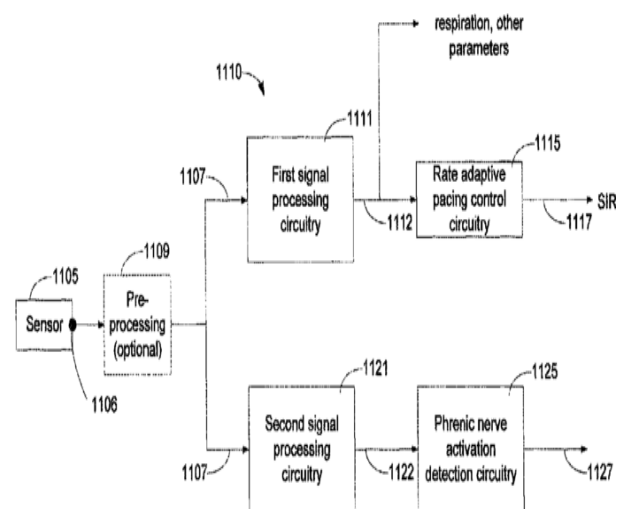 respiration, other
parameters
1110
1111
1115
1107
First signal
processing
circuitry
1112
Rate adaptive
pacing control
circuitry
1117
SIR
1109
1105
Sensor
1106
Pre-
processing
(optional)
1121
1125
1107
Second signal
processing
circuitry
1122
Phrenic nerve
activation
detection circuitry
1127